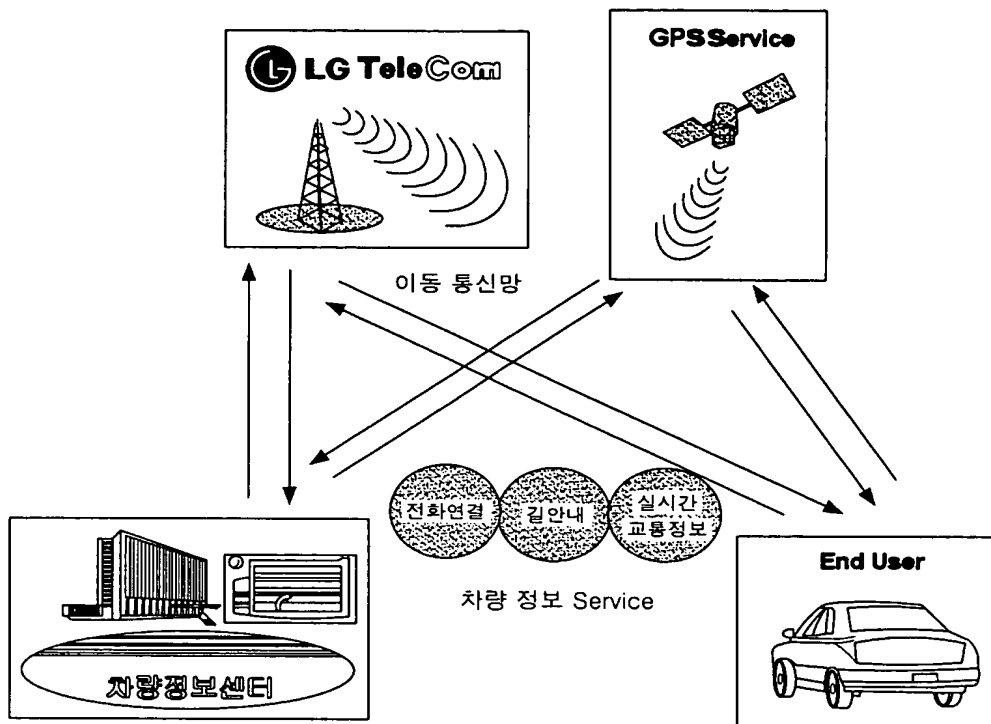 LG TeleCom
GPS Service
이동 통신망
전화연결
길안내
실시간
교통정보
차량 정보 Service
차량정보센터
End User